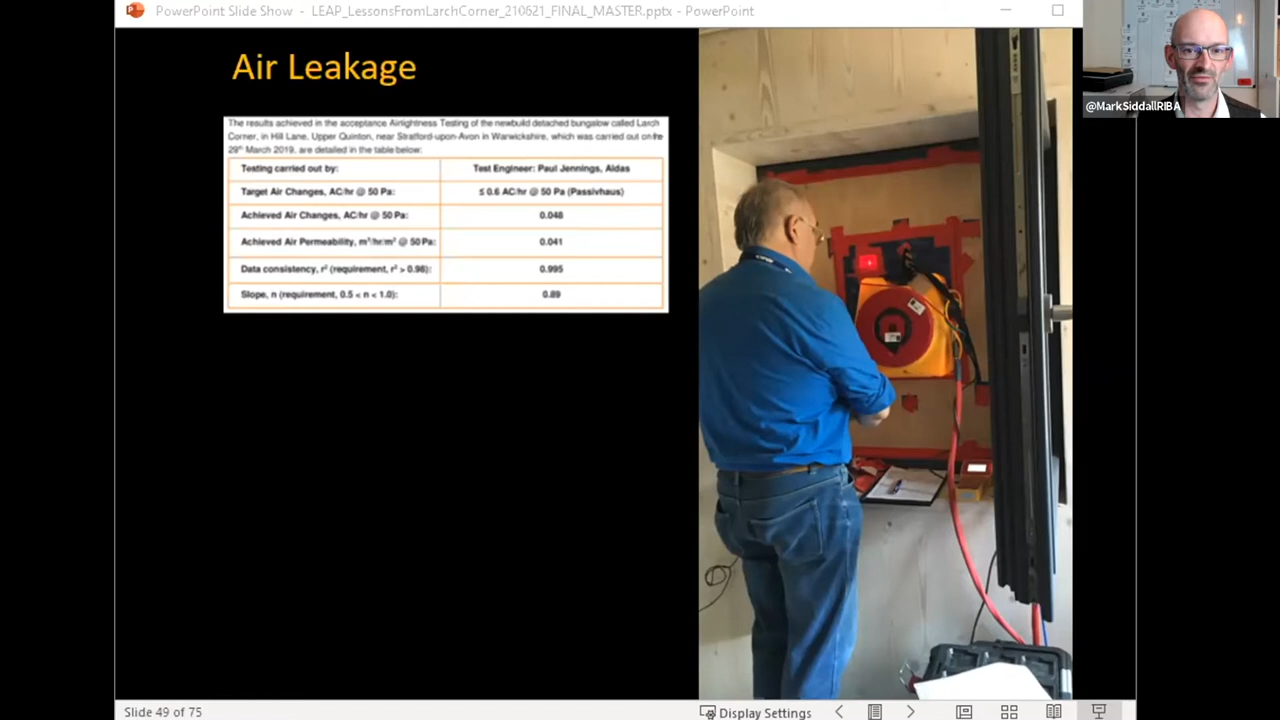 PowerPoint Slide Show - LEAP_LessonsFromLarchCorner_210621_FINAL_MASTER.pptx - PowerPoint
@MarkSiddallRIBA
Air Leakage
The results achieved in the acceptance Airtightness Testing of the newbuild detached bungalow called Larch
Corner, in Hill Lane, Upper Quinton, near Stratford-upon-Avon in Warwickshire, which was carried out on the
29th March 2019, are detailed in the table below:
Testing carried out by: Test Engineer: Paul Jennings, Aldas
Target Air Changes, AC/hr @ 50 Pa: ≤ 0.6 AC/hr @ 50 Pa (Passivhaus)
Achieved Air Changes, AC/hr @ 50 Pa: 0.048
Achieved Air Permeability, m³/hr/m² @ 50 Pa: 0.041
Data consistency, r² (requirement, r² > 0.98): 0.995
Slope, n (requirement, 0.5 < n < 1.0): 0.89
Slide 49 of 75
Display Settings